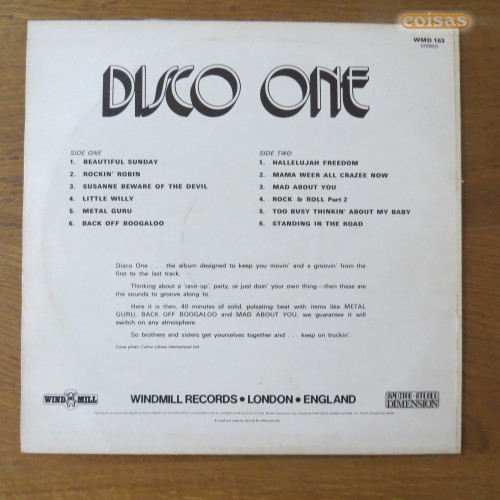 coisas
WMD 163
STEREO
DISCO ONE
SIDE ONE
1. BEAUTIFUL SUNDAY
2. ROCKIN' ROBIN
3. SUSANNE BEWARE OF THE DEVIL
4. LITTLE WILLY
5. METAL GURU
6. BACK OFF BOOGALOO
SIDE TWO
1. HALLELUJAH FREEDOM
2. MAMA WEER ALL CRAZEE NOW
3. MAD ABOUT YOU
4. ROCK & ROLL Part 2
5. TOO BUSY THINKIN' ABOUT MY BABY
6. STANDING IN THE ROAD
Disco One . . . the album designed to keep you movin' and a groovin' from the
first to the last track.
Thinking about a 'rave-up', party, or just doin' your own thing—then these are
the sounds to groove along to.
Here it is then, 40 minutes of solid, pulsating beat with items like METAL
GURU, BACK OFF BOOGALOO and MAD ABOUT YOU, we guarantee it will
switch on any atmosphere.
So brothers and sisters get yourselves together and . . . keep on truckin'.
Cover photo: Colour Library International Ltd.
WINDMILL
WINDMILL RECORDS • LONDON • ENGLAND
SPECTRA-STEREO
DIMENSION